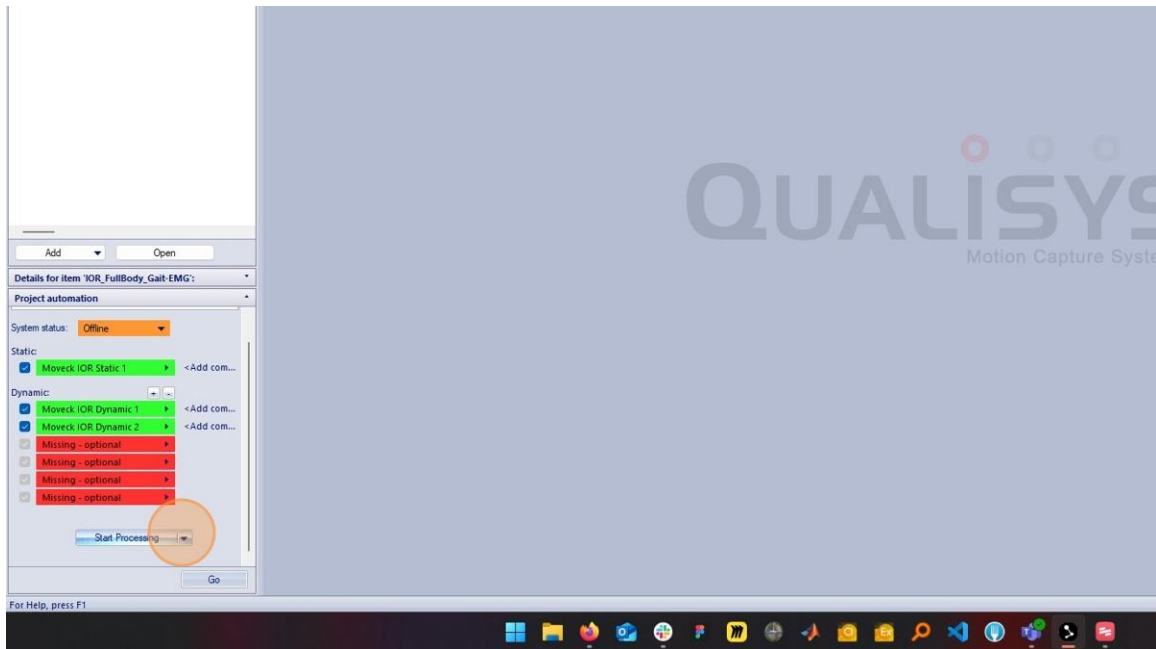 QUALISYS
Motion Capture Syste
Add Open
Details for item 'IOR_FullBody_Gait-EMG':
Project automation
System status: Offline
Static:
Moveck IOR Static 1 <Add com...
Dynamic: + -
Moveck IOR Dynamic 1 <Add com...
Moveck IOR Dynamic 2 <Add com...
Missing - optional
Missing - optional
Missing - optional
Missing - optional
Start Processing
Go
For Help, press F1